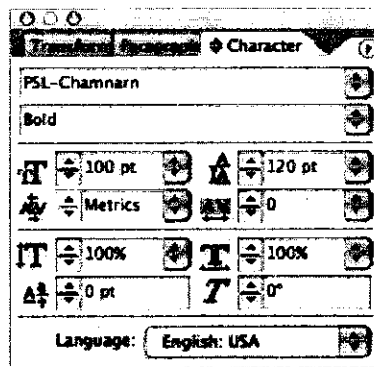 Transform Paragraph Character
PSL-Chamnarn
Bold
100 pt 120 pt
Metrics 0
100% 100%
0 pt 0°
Language: English: USA